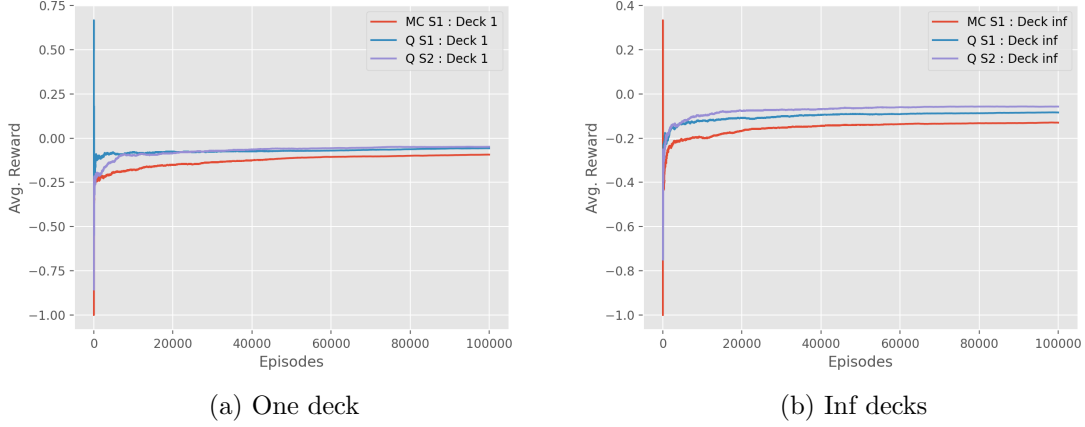 0.75
0.50
0.25
0.00
−0.25
−0.50
−0.75
−1.00
Avg. Reward
MC S1 : Deck 1
Q S1 : Deck 1
Q S2 : Deck 1
0 20000 40000 60000 80000 100000
Episodes
(a) One deck
0.4
0.2
0.0
−0.2
−0.4
−0.6
−0.8
−1.0
Avg. Reward
MC S1 : Deck inf
Q S1 : Deck inf
Q S2 : Deck inf
0 20000 40000 60000 80000 100000
Episodes
(b) Inf decks